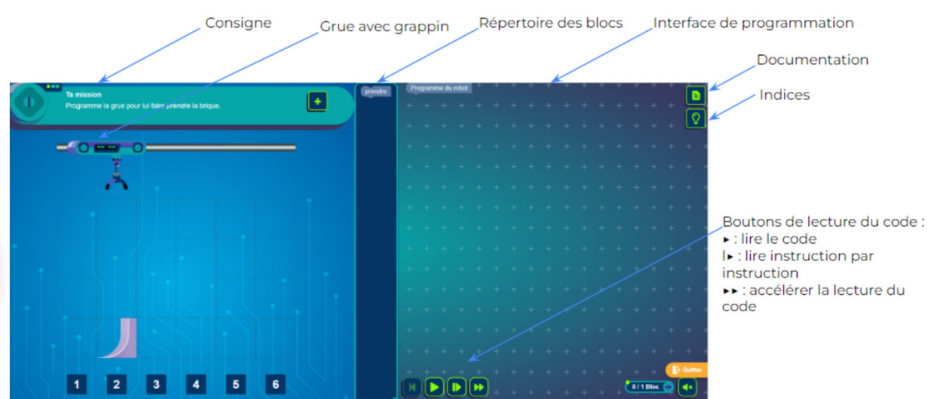 Consigne
Grue avec grappin
Répertoire des blocs
Interface de programmation
Documentation
Indices
Ta mission
Programme la grue pour lui faire prendre la brique.
prendre
Programme du robot
Boutons de lecture du code :
▸ : lire le code
I▸ : lire instruction par
instruction
▸▸ : accélérer la lecture du
code
Quitter
0 / 1 Bloc
1 2 3 4 5 6